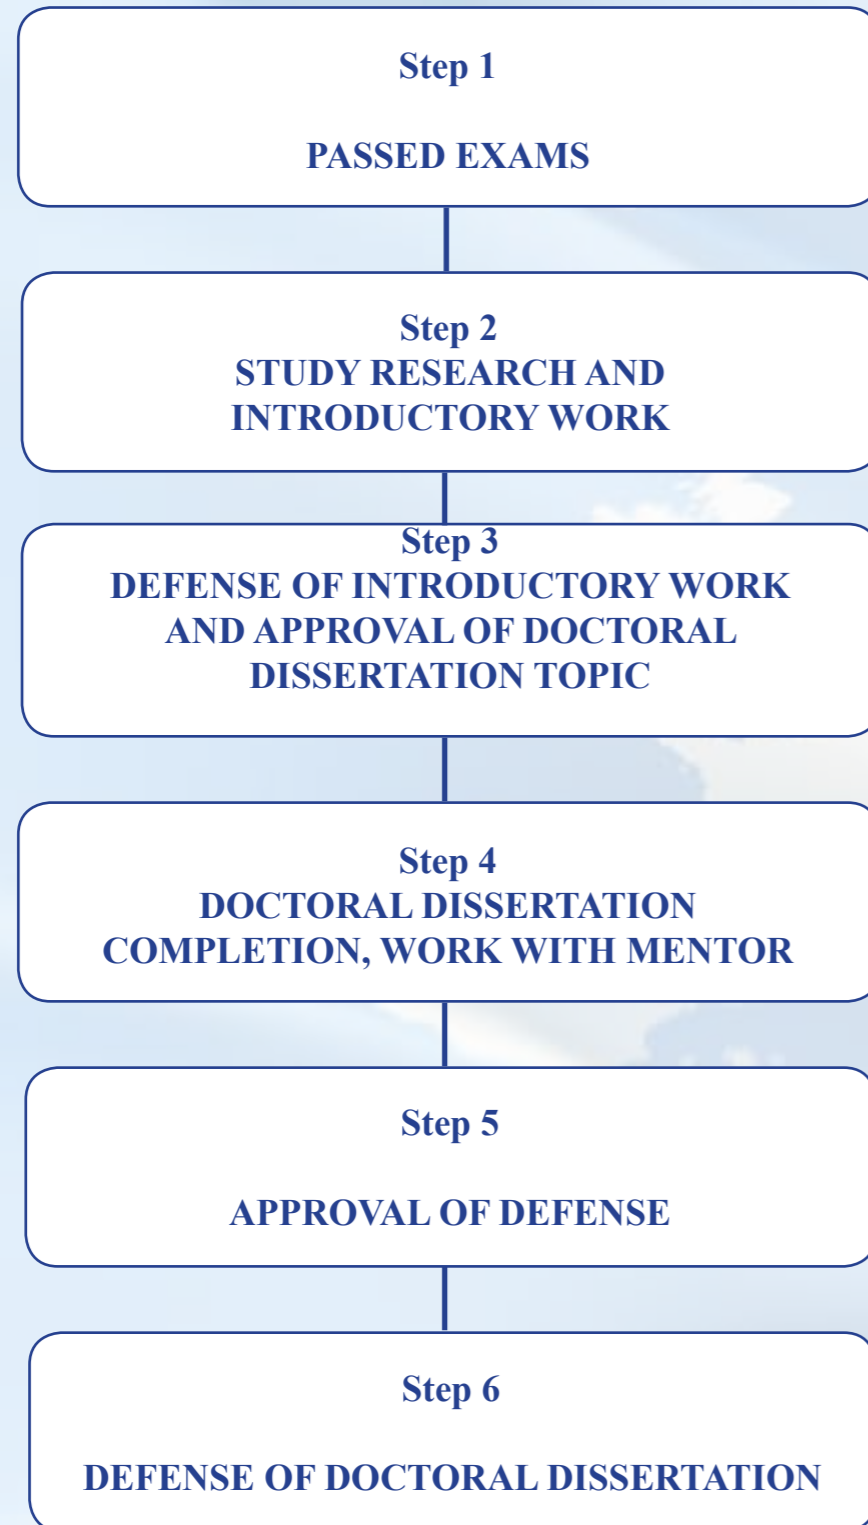 Step 1
PASSED EXAMS
Step 2
STUDY RESEARCH AND
INTRODUCTORY WORK
Step 3
DEFENSE OF INTRODUCTORY WORK
AND APPROVAL OF DOCTORAL
DISSERTATION TOPIC
Step 4
DOCTORAL DISSERTATION
COMPLETION, WORK WITH MENTOR
Step 5
APPROVAL OF DEFENSE
Step 6
DEFENSE OF DOCTORAL DISSERTATION